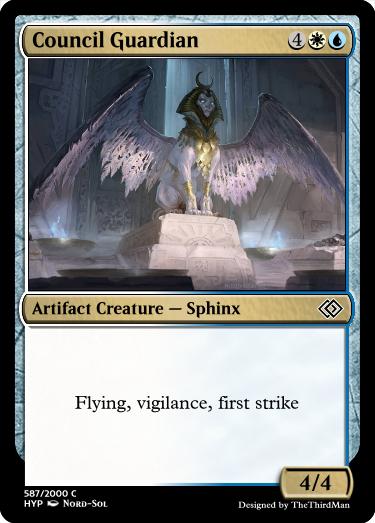 Council Guardian 4
Artifact Creature — Sphinx
Flying, vigilance, first strike
4/4
587/2000 C
HYP Nord-Sol
Designed by TheThirdMan